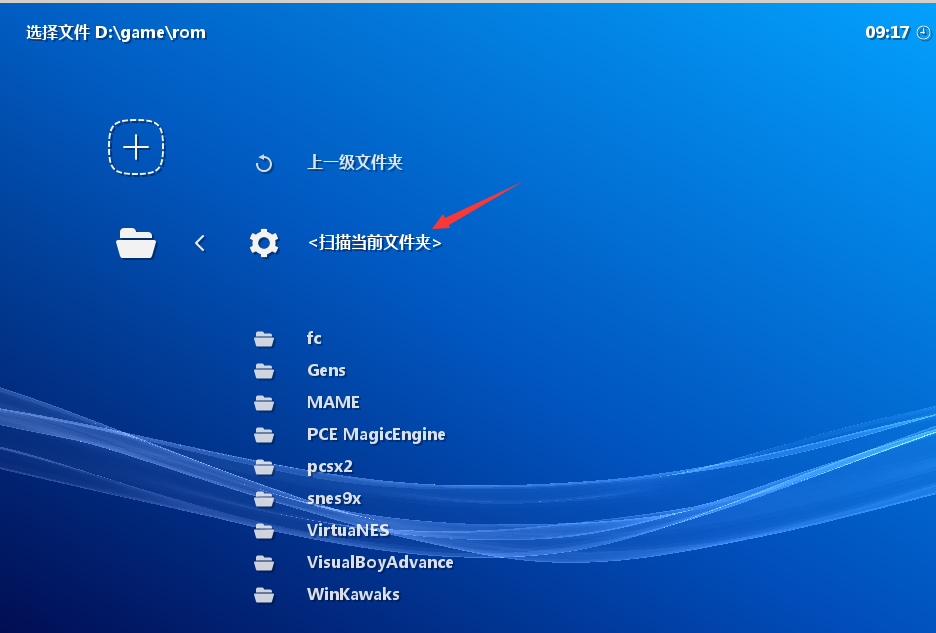 选择文件 D:\game\rom
09:17
上一级文件夹
<扫描当前文件夹>
fc
Gens
MAME
PCE MagicEngine
pcsx2
snes9x
VirtuaNES
VisualBoyAdvance
WinKawaks